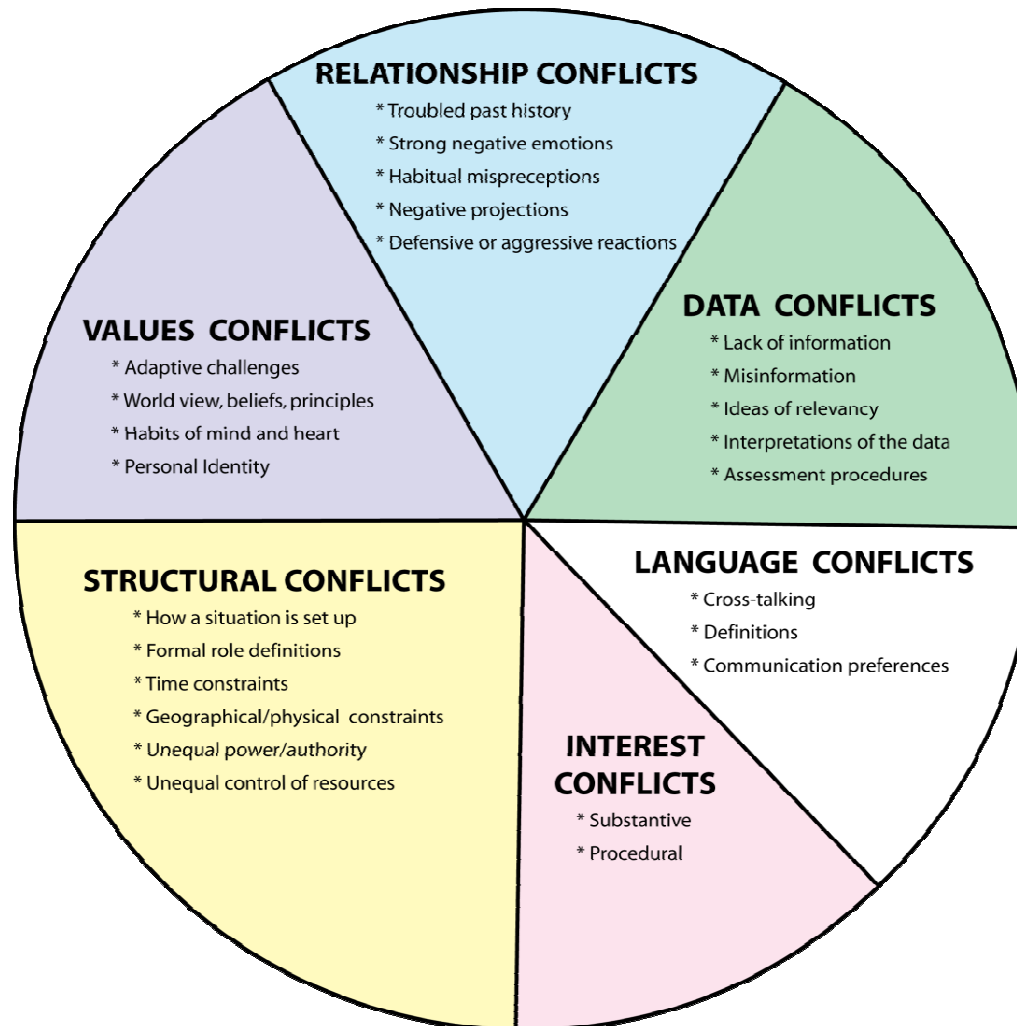 RELATIONSHIP CONFLICTS
* Troubled past history
* Strong negative emotions
* Habitual mispreceptions
* Negative projections
* Defensive or aggressive reactions
DATA CONFLICTS
* Lack of information
* Misinformation
* Ideas of relevancy
* Interpretations of the data
* Assessment procedures
LANGUAGE CONFLICTS
* Cross-talking
* Definitions
* Communication preferences
INTEREST
CONFLICTS
* Substantive
* Procedural
STRUCTURAL CONFLICTS
* How a situation is set up
* Formal role definitions
* Time constraints
* Geographical/physical constraints
* Unequal power/authority
* Unequal control of resources
VALUES CONFLICTS
* Adaptive challenges
* World view, beliefs, principles
* Habits of mind and heart
* Personal Identity